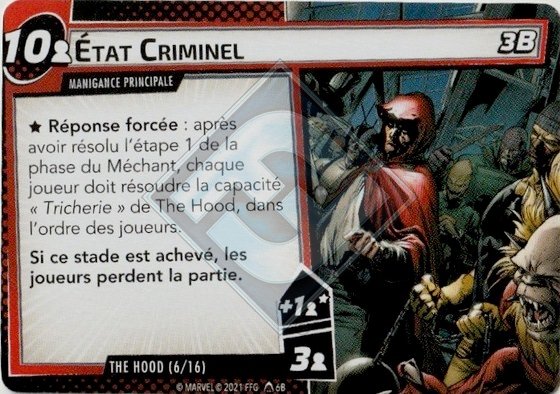 10 ÉTAT CRIMINEL 3B
MANIGANCE PRINCIPALE
★ Réponse forcée : après
avoir résolu l'étape 1 de la
phase du Méchant, chaque
joueur doit résoudre la capacité
« Tricherie » de The Hood, dans
l'ordre des joueurs.
Si ce stade est achevé, les
joueurs perdent la partie.
+1 ★
3
THE HOOD (6/16)
© MARVEL © 2021 FFG 6B